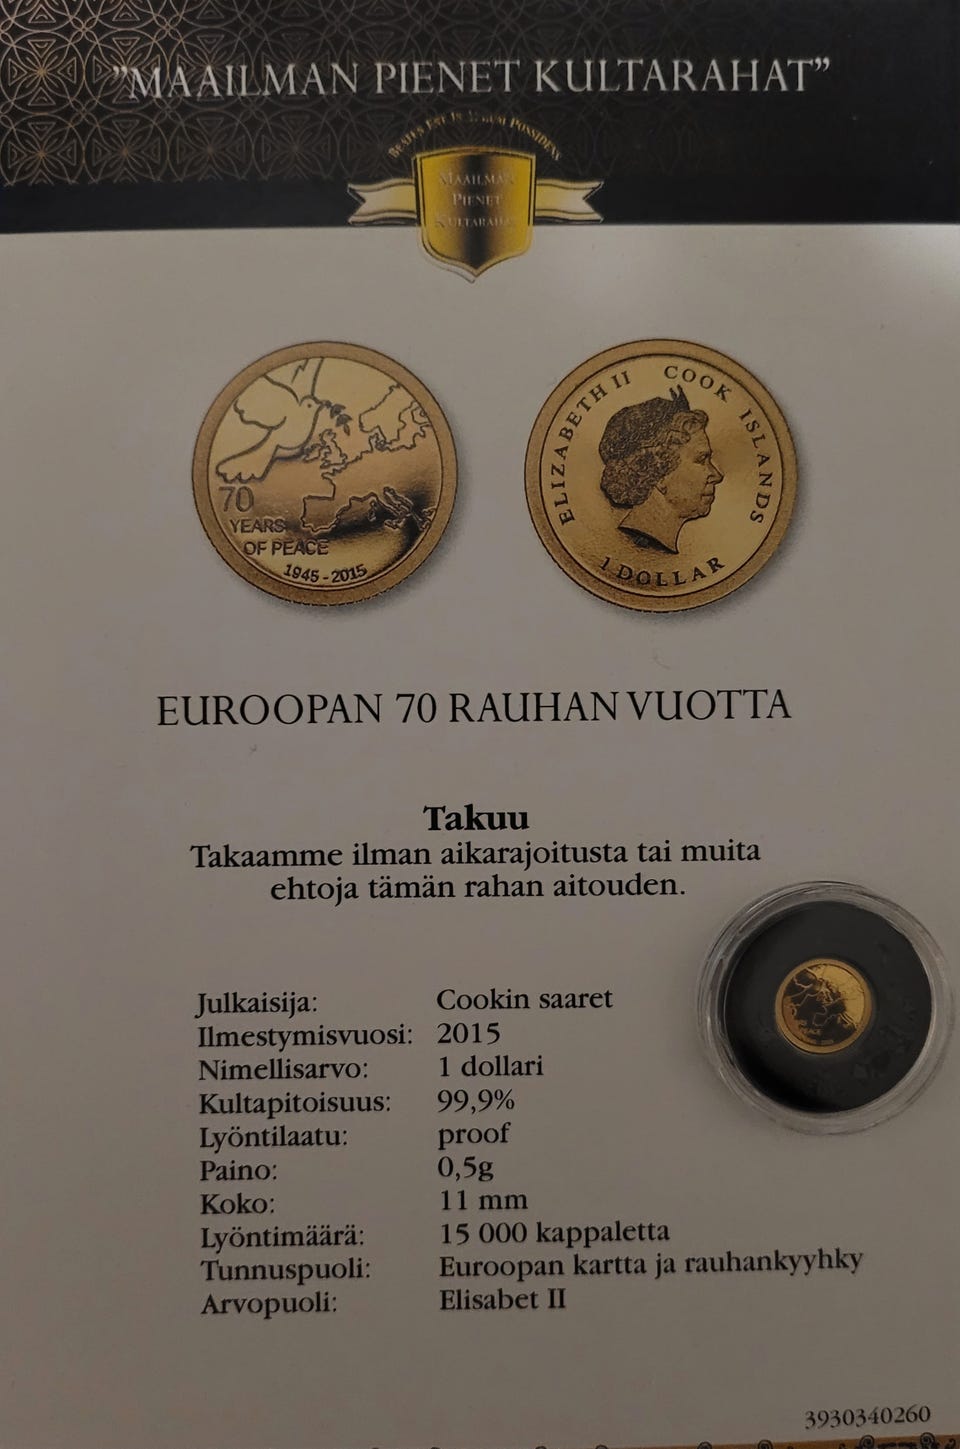 "MAAILMAN PIENET KULTARAHAT"
MAAILMAN
PIENET
KULTARAHAT
70
YEARS
OF PEACE
1945 - 2015
ELIZABETH II COOK ISLANDS
1 DOLLAR
EUROOPAN 70 RAUHAN VUOTTA
Takuu
Takaamme ilman aikarajoitusta tai muita
ehtoja tämän rahan aitouden.
Julkaisija: Cookin saaret
Ilmestymisvuosi: 2015
Nimellisarvo: 1 dollari
Kultapitoisuus: 99,9%
Lyöntilaatu: proof
Paino: 0,5g
Koko: 11 mm
Lyöntimäärä: 15 000 kappaletta
Tunnuspuoli: Euroopan kartta ja rauhankyyhky
Arvopuoli: Elisabet II
PEACE
3930340260